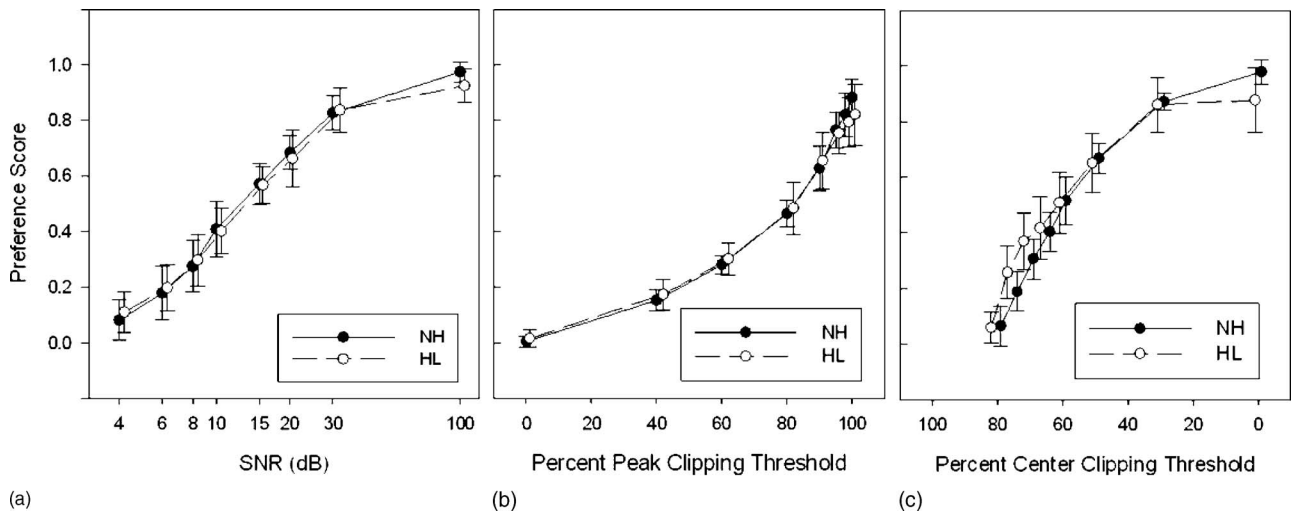 Preference Score
1.0
0.8
0.6
0.4
0.2
0.0
NH
HL
4 6 8 10 15 20 30 100
SNR (dB)
(a)
NH
HL
0 20 40 60 80 100
Percent Peak Clipping Threshold
(b)
NH
HL
100 80 60 40 20 0
Percent Center Clipping Threshold
(c)